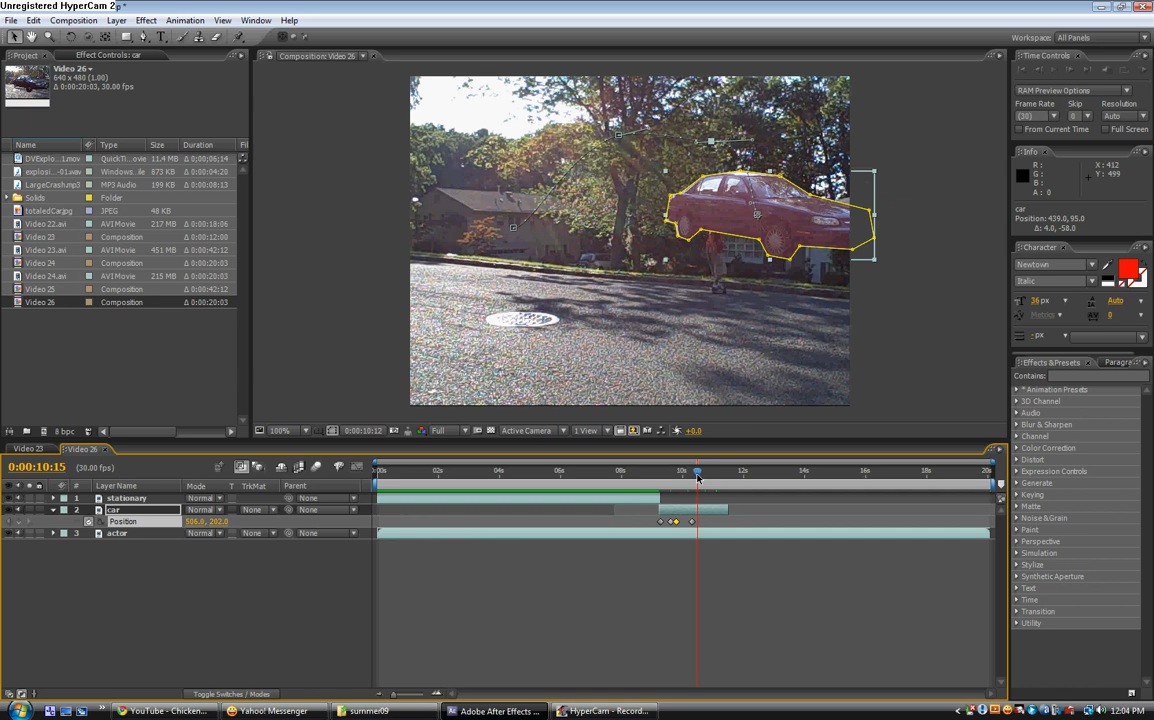 Unregistered HyperCam 2
File Edit Composition Layer Effect Animation View Window Help
Workspace: All Panels
Project Effect Controls: car
Composition: Video 26
Time Controls
Video 26
640 x 480 (1.00)
Δ 0:00:20:03, 30.00 fps
RAM Preview Options
Frame Rate Skip Resolution
(30) 0 Auto
From Current Time Full Screen
Name Type Size Duration Fil
DVExplo...1.mov QuickTi...ovie 11.4 MB Δ 0;00;06;14
explosi...-01.wav Windows...ile 873 KB Δ 0:00:04:20
LargeCrash.mp3 MP3 Audio 199 KB Δ 0:00:08:13
Solids Folder
totaledCar.jpg JPEG 48 KB
Video 22.avi AVI Movie 217 MB Δ 0:00:18:06
Video 23 Composition Δ 0:00:12:00
Video 23.avi AVI Movie 451 MB Δ 0:00:42:12
Video 24 Composition Δ 0:00:20:03
Video 24.avi AVI Movie 215 MB Δ 0:00:20:03
Video 25 Composition Δ 0:00:42:12
Video 26 Composition Δ 0:00:20:03
Info
R :
G :
B :
A : 0
X : 412
Y : 499
car
Position: 439.0, 95.0
Δ: 4.0, -58.0
Character
Newtown
Italic
36 px Auto
Metrics 0
- px
Effects & Presets Paragra
Contains:
* Animation Presets
3D Channel
Audio
Blur & Sharpen
Channel
Color Correction
Distort
Expression Controls
Generate
Keying
Matte
Noise & Grain
Paint
Perspective
Simulation
Stylize
Synthetic Aperture
Text
Time
Transition
Utility
8 bpc
100% 0:00:10:12 Full Active Camera 1 View +0.0
Video 23 Video 26
0:00:10:15 (30.00 fps)
:00s 02s 04s 06s 08s 10s 12s 14s 16s 18s 20s
# Layer Name Mode T TrkMat Parent
1 stationary Normal None
2 car Normal None None
Position 506.0, 202.0
3 actor Normal None None
Toggle Switches / Modes
start YouTube - Chicken... Yahoo! Messenger summer09 Adobe After Effects ... HyperCam - Record... 12:04 PM